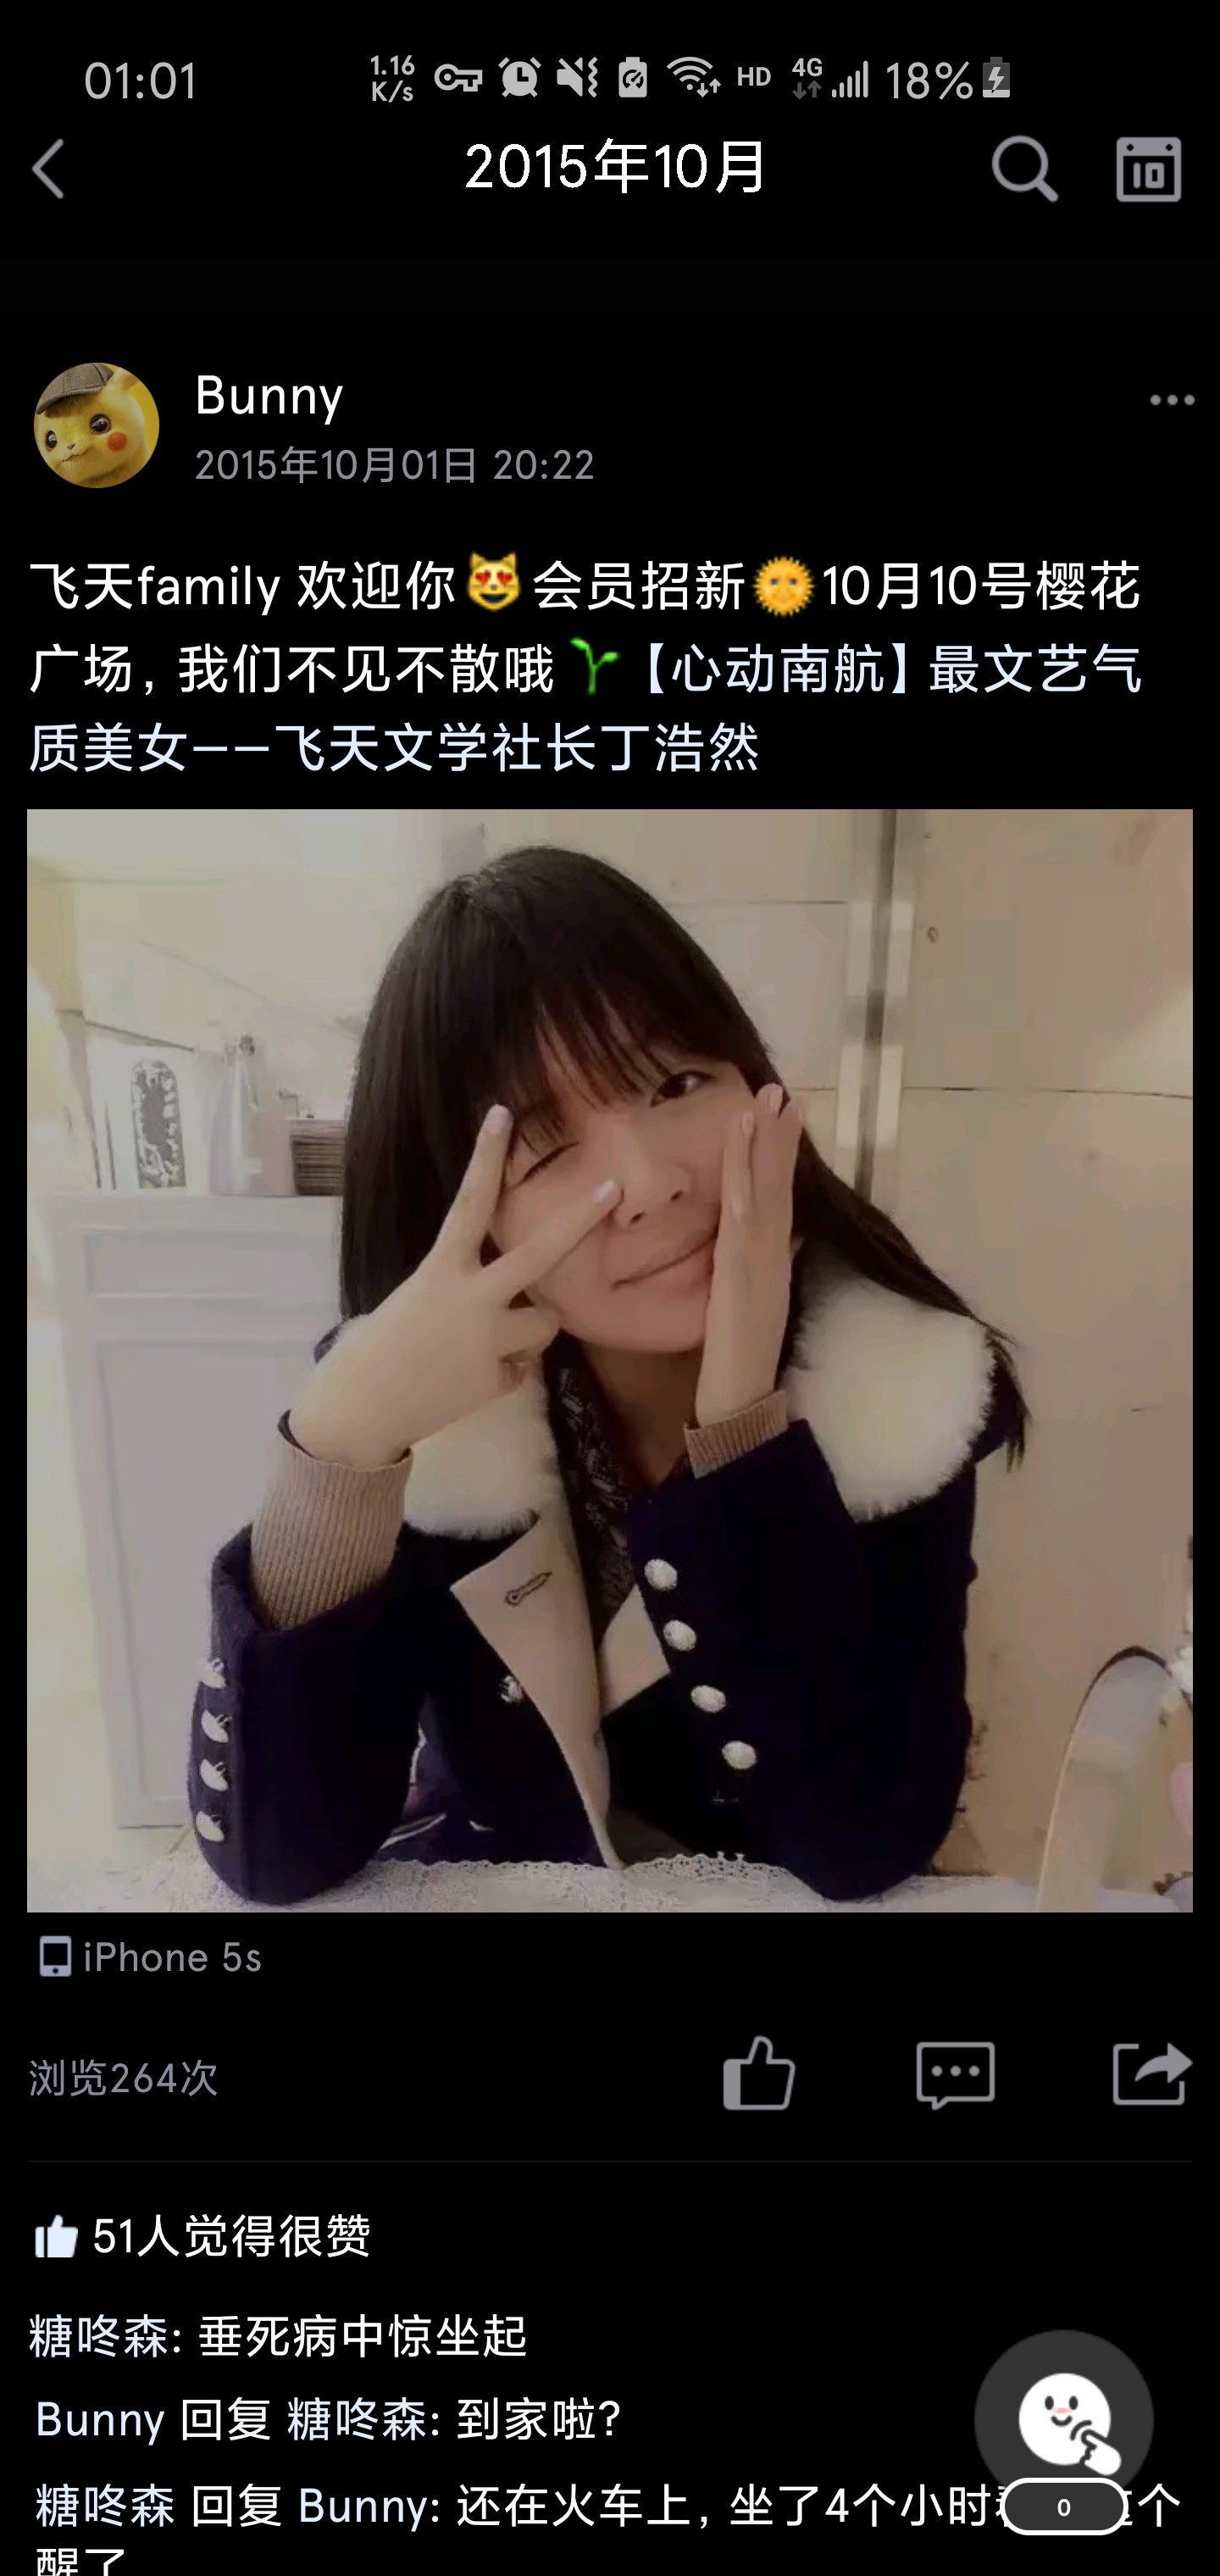 01:01
1.16 K/s HD 4G 18%
2015年10月
10
Bunny
2015年10月01日 20:22
飞天family 欢迎你😻会员招新🌞10月10号樱花
广场，我们不见不散哦🌱【心动南航】最文艺气
质美女——飞天文学社长丁浩然
iPhone 5s
浏览264次
51人觉得很赞
糖咚森：垂死病中惊坐起
Bunny 回复 糖咚森：到家啦？
糖咚森 回复 Bunny：还在火车上，坐了4个小时 个
0
醒了